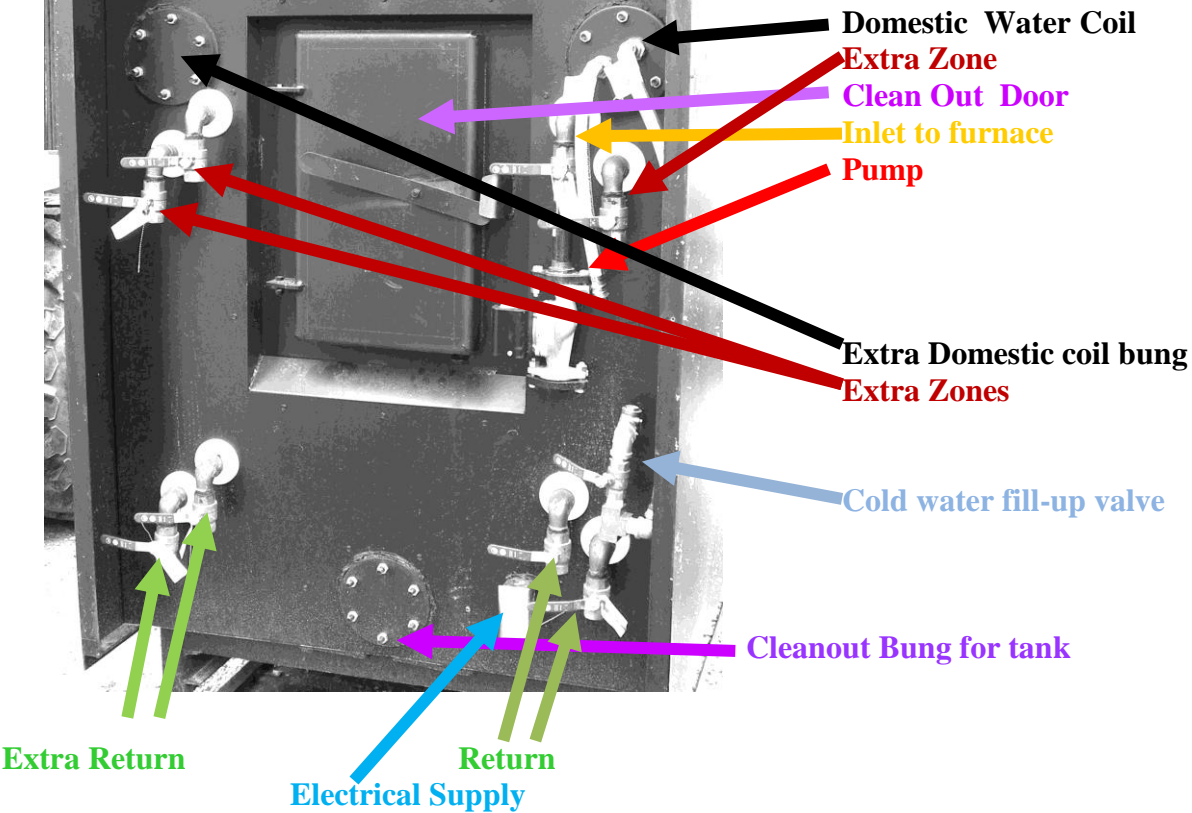 Domestic Water Coil
Extra Zone
Clean Out Door
Inlet to furnace
Pump
Extra Domestic coil bung
Extra Zones
Cold water fill-up valve
Cleanout Bung for tank
Extra Return
Return
Electrical Supply